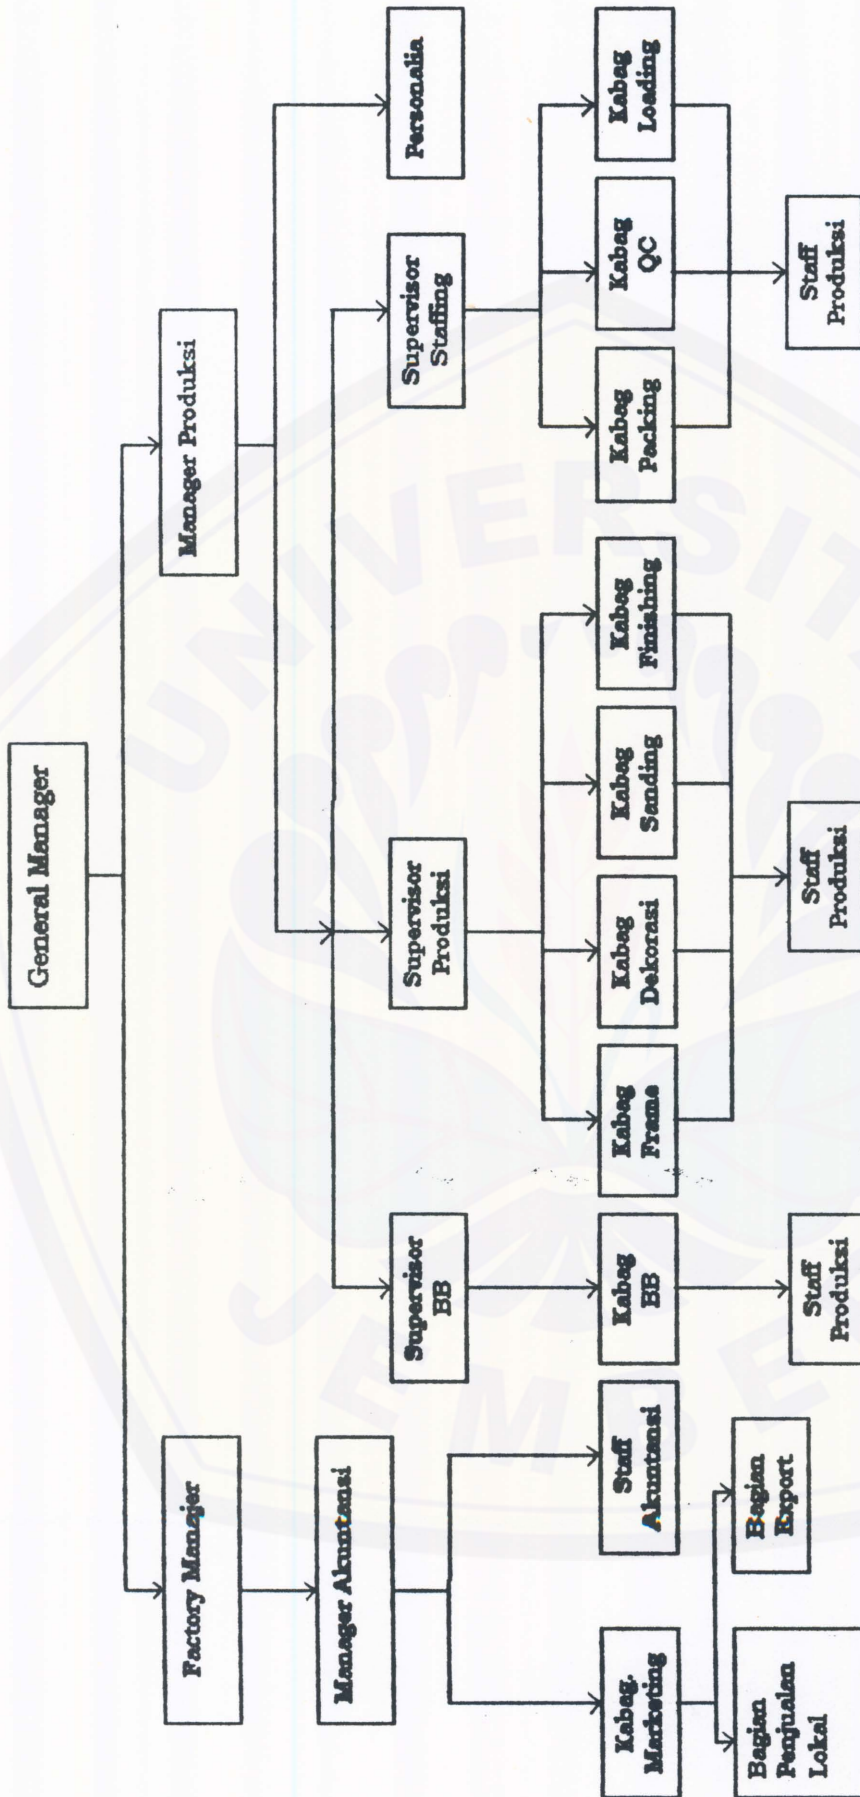 General Manager
Factory Manajer
Manager Produksi
Manager Akuntansi
Supervisor
BB
Supervisor
Produksi
Supervisor
Staffing
Personalia
Kabag.
Marketing
Staff
Akuntansi
Kabag
BB
Kabag
Frame
Kabag
Dekorasi
Kabag
Sanding
Kabag
Finishing
Kabag
Packing
Kabag
QC
Kabag
Loading
Bagian
Penjualan
Lokal
Bagian
Export
Staff
Produksi
Staff
Produksi
Staff
Produksi
UNIVERSIT
JEMBE